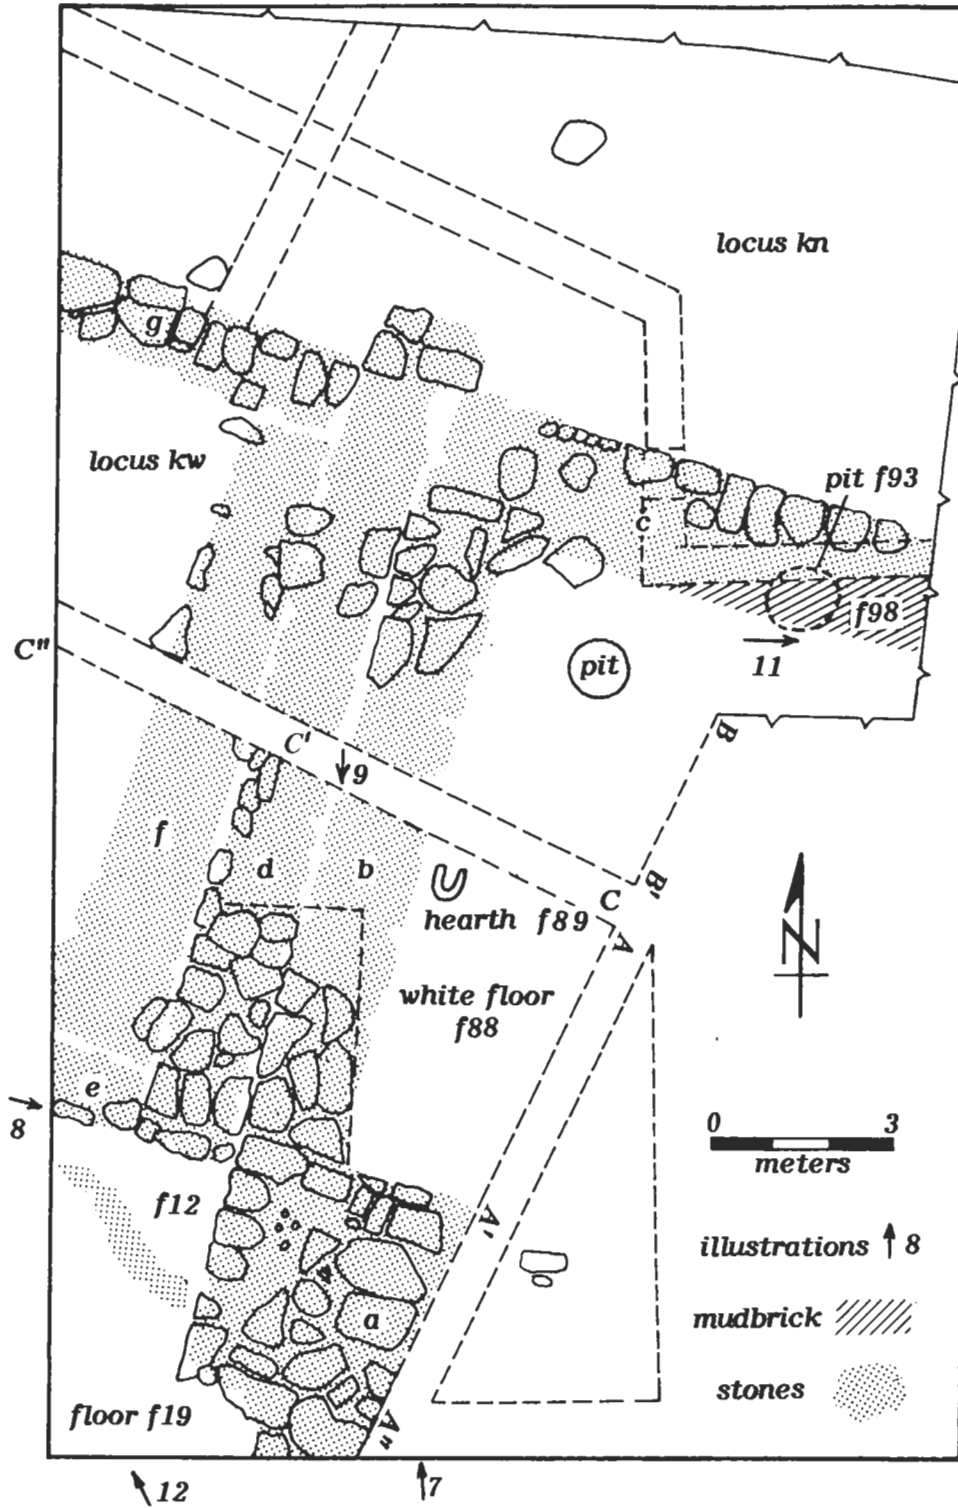 locus kn
g
locus kw
pit f93
c
f98
11
pit
C"
C'
9
B
f
d
b
B'
C
hearth f89
A
white floor
f88
N
e
8
0 3
meters
f12
A'
illustrations 8
a
mudbrick
stones
floor f19
A"
12
7